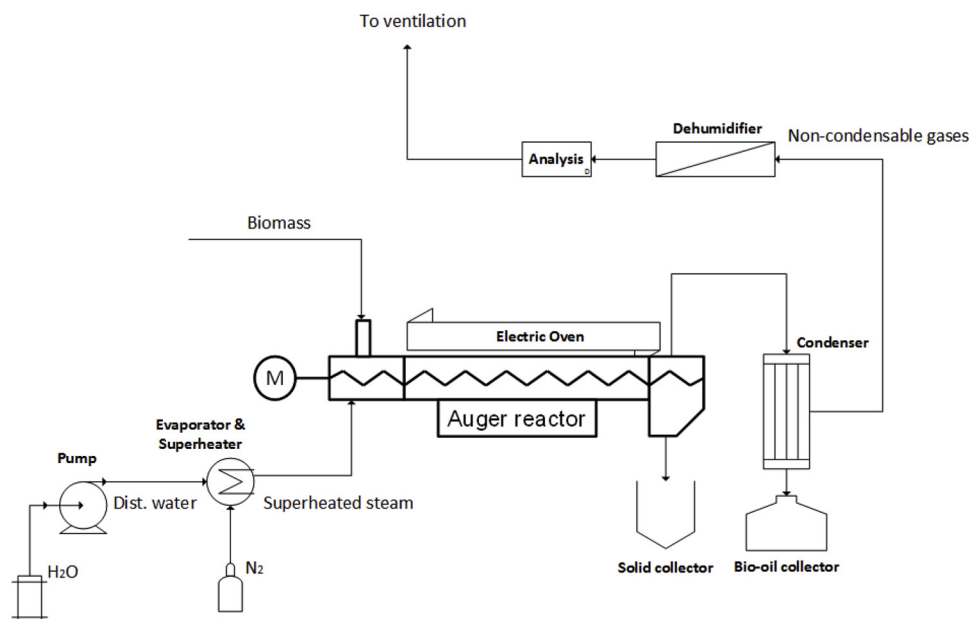 To ventilation
Dehumidifier
Non-condensable gases
Analysis
D
Biomass
Electric Oven
Condenser
M
Auger reactor
Evaporator &
Superheater
Pump
Dist. water
Superheated steam
H2O
N2
Solid collector
Bio-oil collector